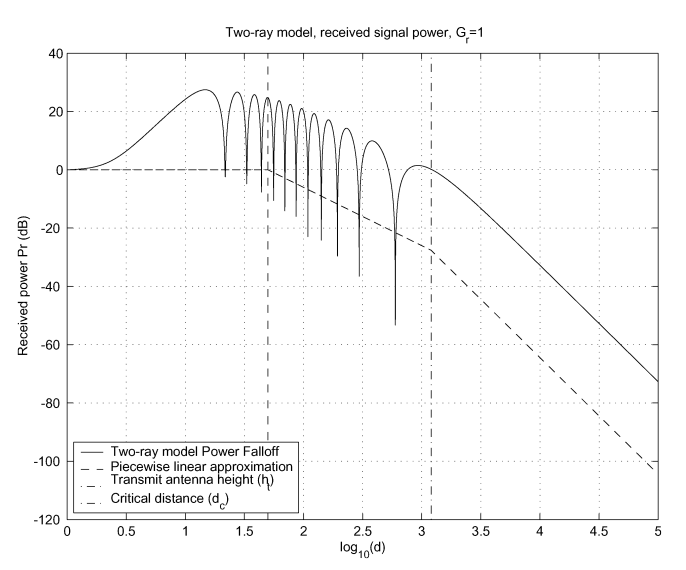 Two-ray model, received signal power, G_r=1
40
20
0
-20
-40
-60
-80
-100
-120
Received power Pr (dB)
Two-ray model Power Falloff
Piecewise linear approximation
Transmit antenna height (h_t)
Critical distance (d_c)
0 0.5 1 1.5 2 2.5 3 3.5 4 4.5 5
log_10(d)